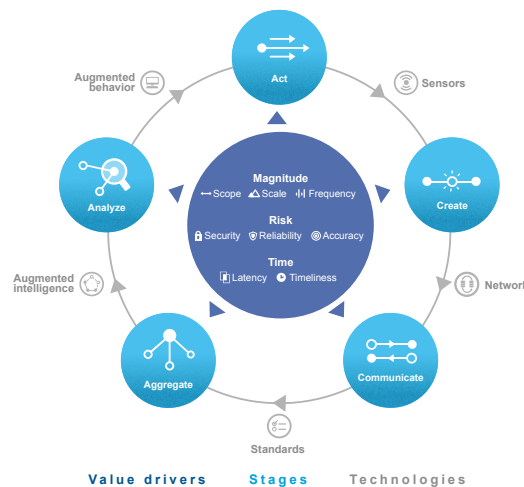 Act
Augmented
behavior
Sensors
Magnitude
Scope Scale Frequency
Analyze
Create
Risk
Security Reliability Accuracy
Time
Latency Timeliness
Augmented
intelligence
Network
Aggregate
Communicate
Standards
Value drivers Stages Technologies